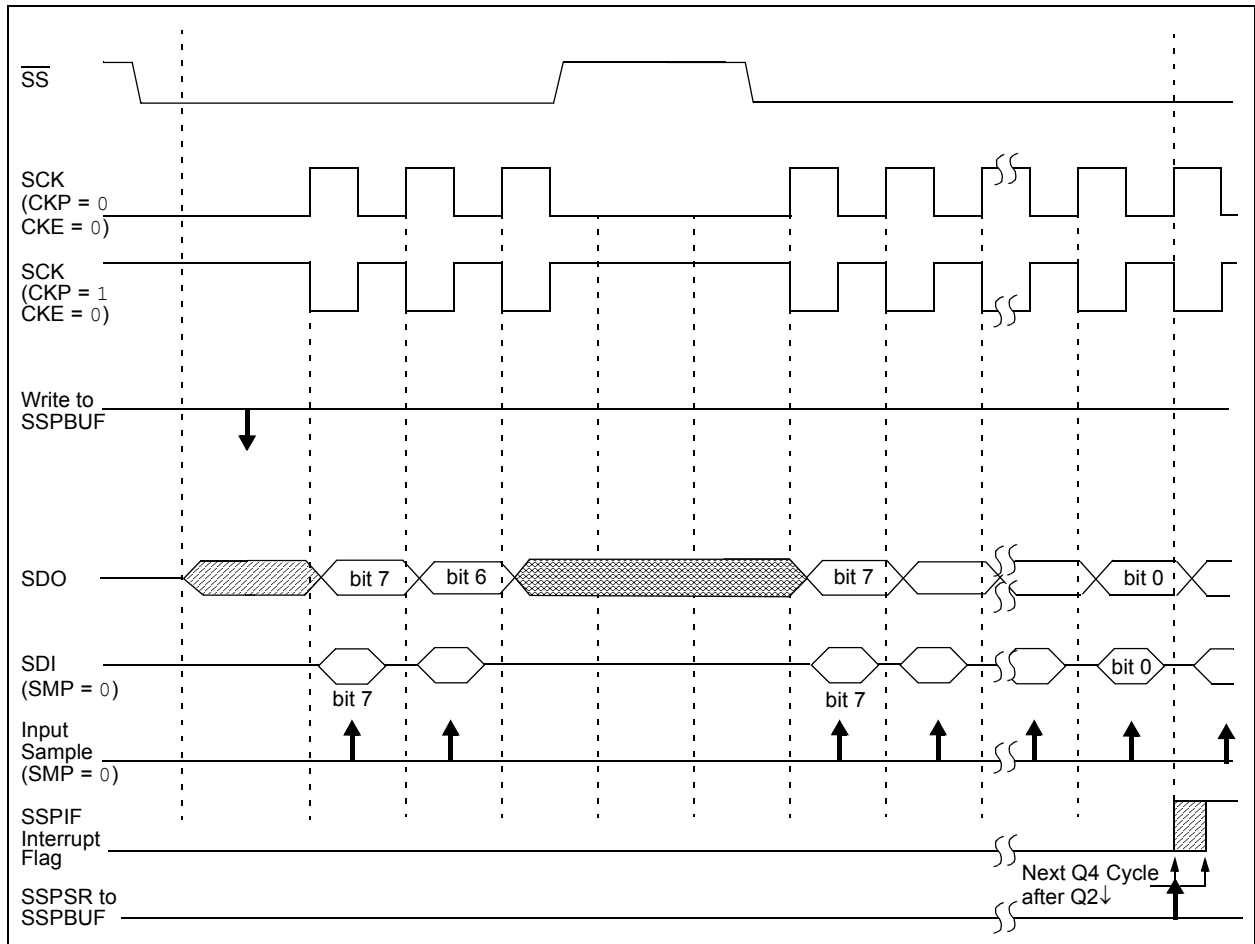 SS
SCK
(CKP = 0
CKE = 0)
SCK
(CKP = 1
CKE = 0)
Write to
SSPBUF
SDO
bit 7
bit 6
bit 7
bit 0
SDI
(SMP = 0)
bit 7
bit 7
bit 0
Input
Sample
(SMP = 0)
SSPIF
Interrupt
Flag
Next Q4 Cycle
after Q2↓
SSPSR to
SSPBUF